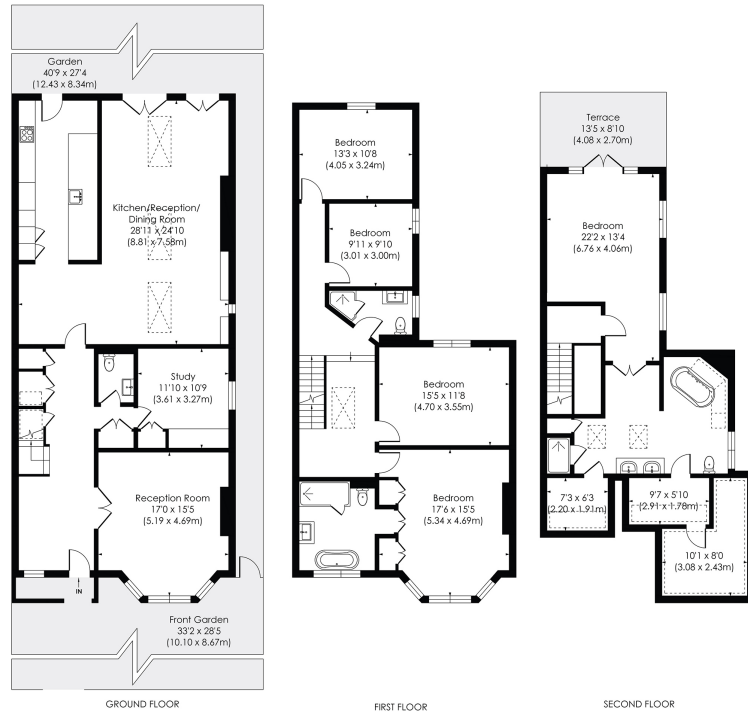 Garden
40'9 x 27'4
(12.43 x 8.34m)
Kitchen/Reception/
Dining Room
28'11 x 24'10
(8.81 x 7.58m)
Study
11'10 x 10'9
(3.61 x 3.27m)
Reception Room
17'0 x 15'5
(5.19 x 4.69m)
IN
Front Garden
33'2 x 28'5
(10.10 x 8.67m)
GROUND FLOOR
Bedroom
13'3 x 10'8
(4.05 x 3.24m)
Bedroom
9'11 x 9'10
(3.01 x 3.00m)
Bedroom
15'5 x 11'8
(4.70 x 3.55m)
Bedroom
17'6 x 15'5
(5.34 x 4.69m)
FIRST FLOOR
Terrace
13'5 x 8'10
(4.08 x 2.70m)
Bedroom
22'2 x 13'4
(6.76 x 4.06m)
7'3 x 6'3
(2.20 x 1.91m)
9'7 x 5'10
(2.91 x 1.78m)
10'1 x 8'0
(3.08 x 2.43m)
SECOND FLOOR